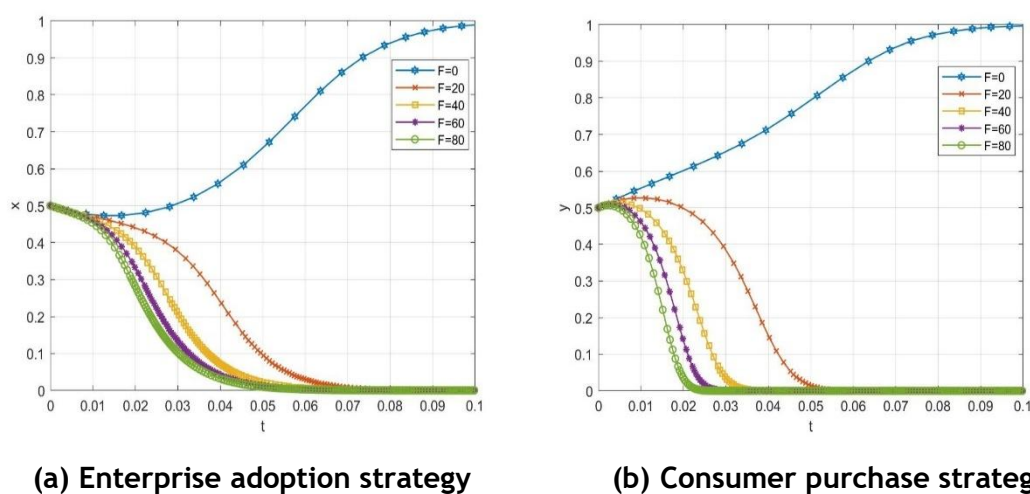 1
0.9
0.8
0.7
0.6
0.5
0.4
0.3
0.2
0.1
0
x
F=0
F=20
F=40
F=60
F=80
0 0.01 0.02 0.03 0.04 0.05 0.06 0.07 0.08 0.09 0.1
t
(a) Enterprise adoption strategy
1
0.9
0.8
0.7
0.6
0.5
0.4
0.3
0.2
0.1
0
y
F=0
F=20
F=40
F=60
F=80
0 0.01 0.02 0.03 0.04 0.05 0.06 0.07 0.08 0.09 0.1
t
(b) Consumer purchase strateg